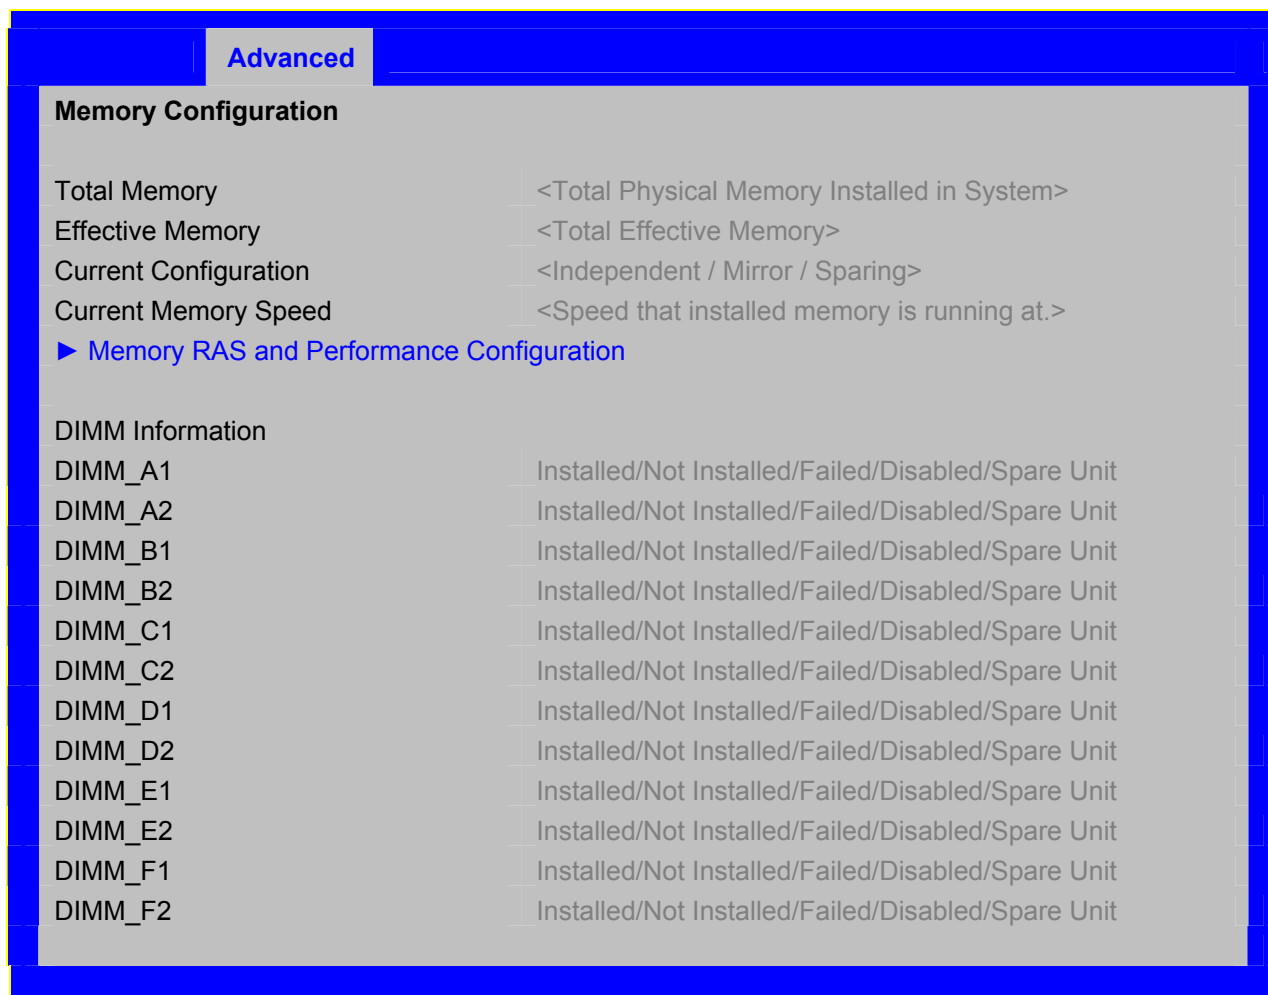 Advanced
Memory Configuration
Total Memory <Total Physical Memory Installed in System>
Effective Memory <Total Effective Memory>
Current Configuration <Independent / Mirror / Sparing>
Current Memory Speed <Speed that installed memory is running at.>
► Memory RAS and Performance Configuration
DIMM Information
DIMM_A1 Installed/Not Installed/Failed/Disabled/Spare Unit
DIMM_A2 Installed/Not Installed/Failed/Disabled/Spare Unit
DIMM_B1 Installed/Not Installed/Failed/Disabled/Spare Unit
DIMM_B2 Installed/Not Installed/Failed/Disabled/Spare Unit
DIMM_C1 Installed/Not Installed/Failed/Disabled/Spare Unit
DIMM_C2 Installed/Not Installed/Failed/Disabled/Spare Unit
DIMM_D1 Installed/Not Installed/Failed/Disabled/Spare Unit
DIMM_D2 Installed/Not Installed/Failed/Disabled/Spare Unit
DIMM_E1 Installed/Not Installed/Failed/Disabled/Spare Unit
DIMM_E2 Installed/Not Installed/Failed/Disabled/Spare Unit
DIMM_F1 Installed/Not Installed/Failed/Disabled/Spare Unit
DIMM_F2 Installed/Not Installed/Failed/Disabled/Spare Unit